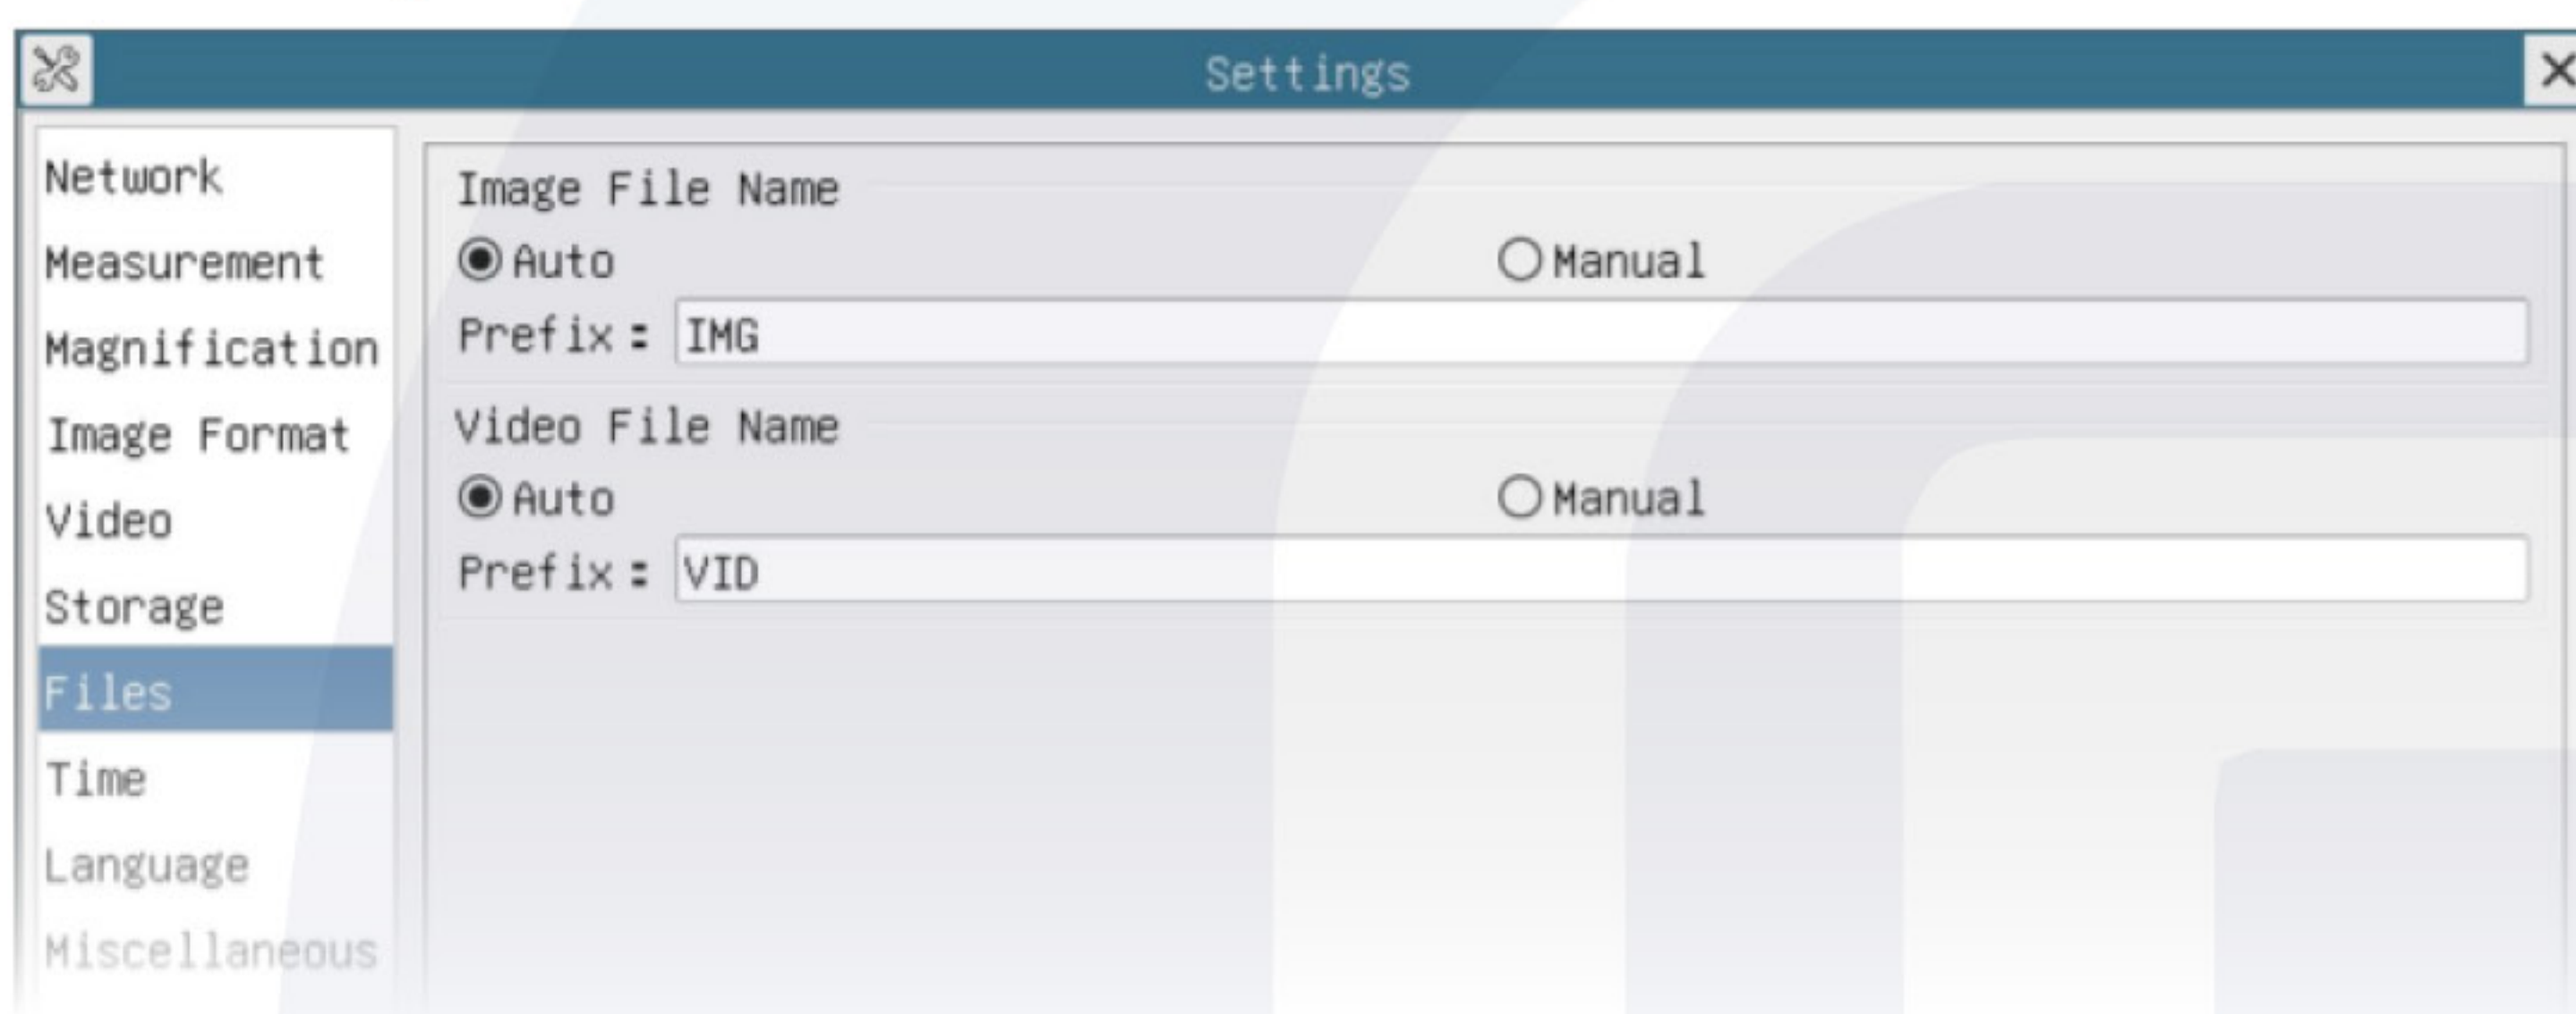 Settings
Network
Measurement
Magnification
Image Format
Video
Storage
Files
Time
Language
Miscellaneous
Image File Name
Auto Manual
Prefix: IMG
Video File Name
Auto Manual
Prefix: VID